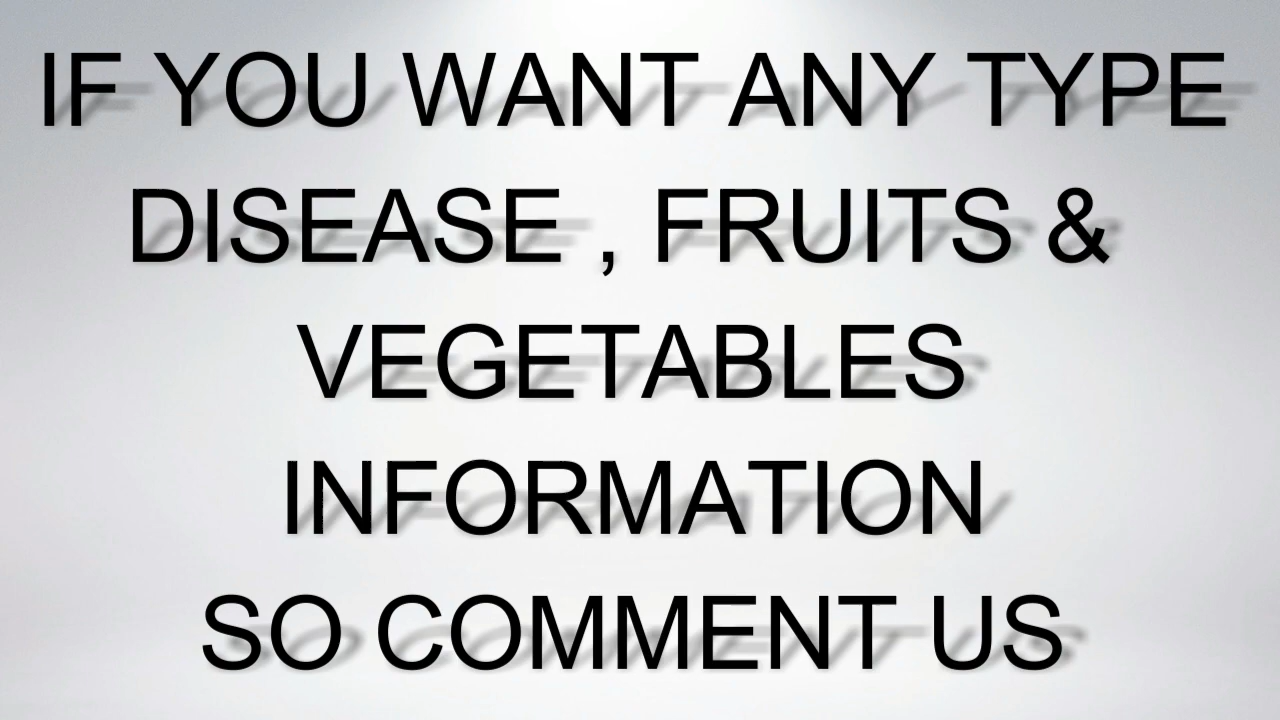 IF YOU WANT ANY TYPE
DISEASE , FRUITS &
VEGETABLES
INFORMATION
SO COMMENT US